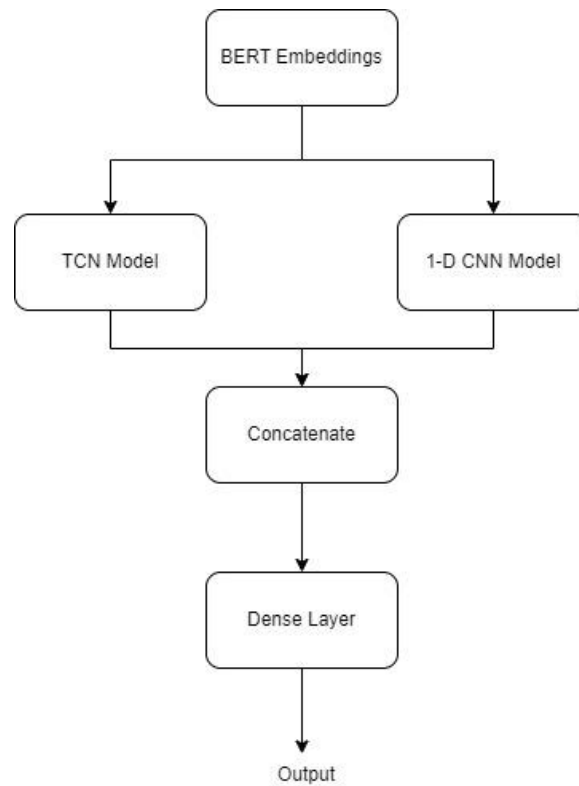 BERT Embeddings
TCN Model
1-D CNN Model
Concatenate
Dense Layer
Output